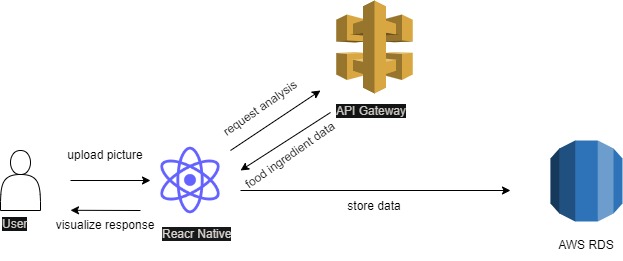 request analysis
API Gateway
food ingredient data
upload picture
visualize response
User
Reacr Native
store data
AWS RDS